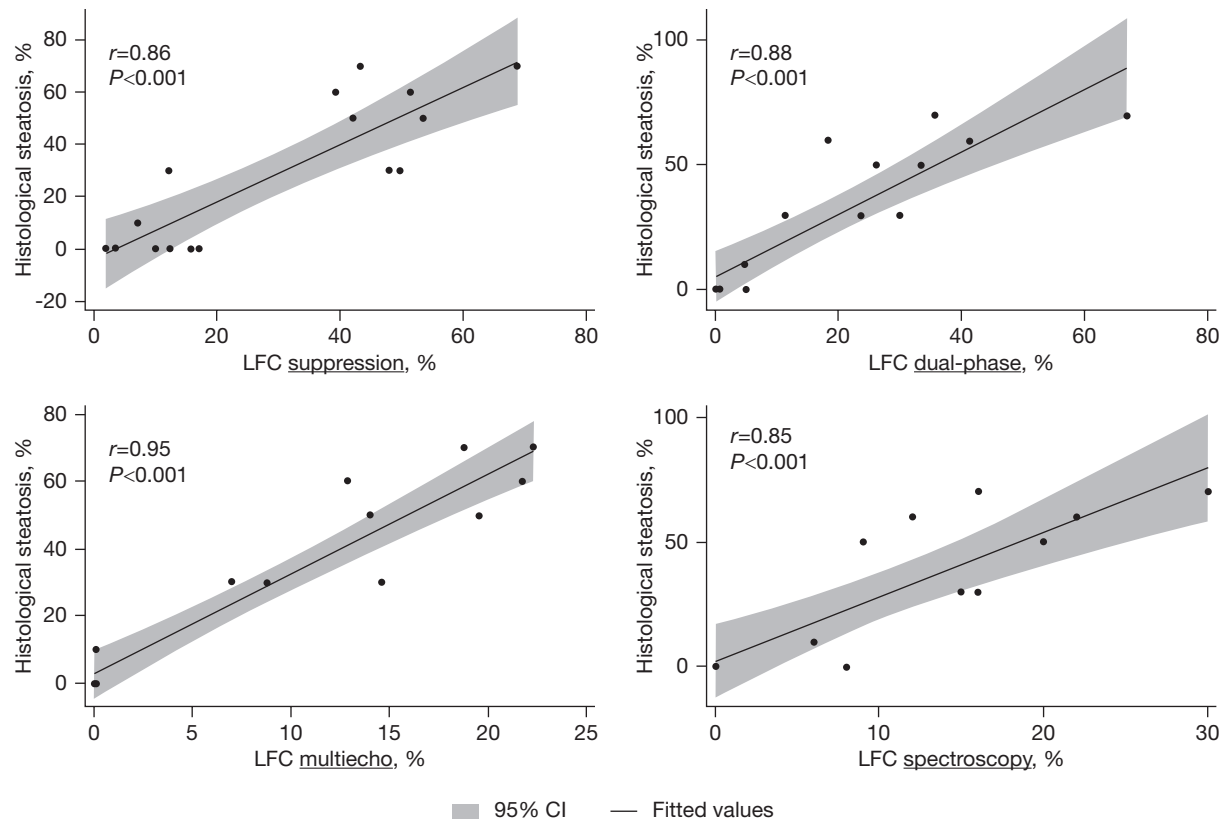 80
60
40
20
0
-20
Histological steatosis, %
r=0.86
P<0.001
0 20 40 60 80
LFC suppression, %
100
50
0
Histological steatosis, %
r=0.88
P<0.001
0 20 40 60 80
LFC dual-phase, %
80
60
40
20
0
Histological steatosis, %
r=0.95
P<0.001
0 5 10 15 20 25
LFC multiecho, %
100
50
0
Histological steatosis, %
r=0.85
P<0.001
0 10 20 30
LFC spectroscopy, %
95% CI Fitted values